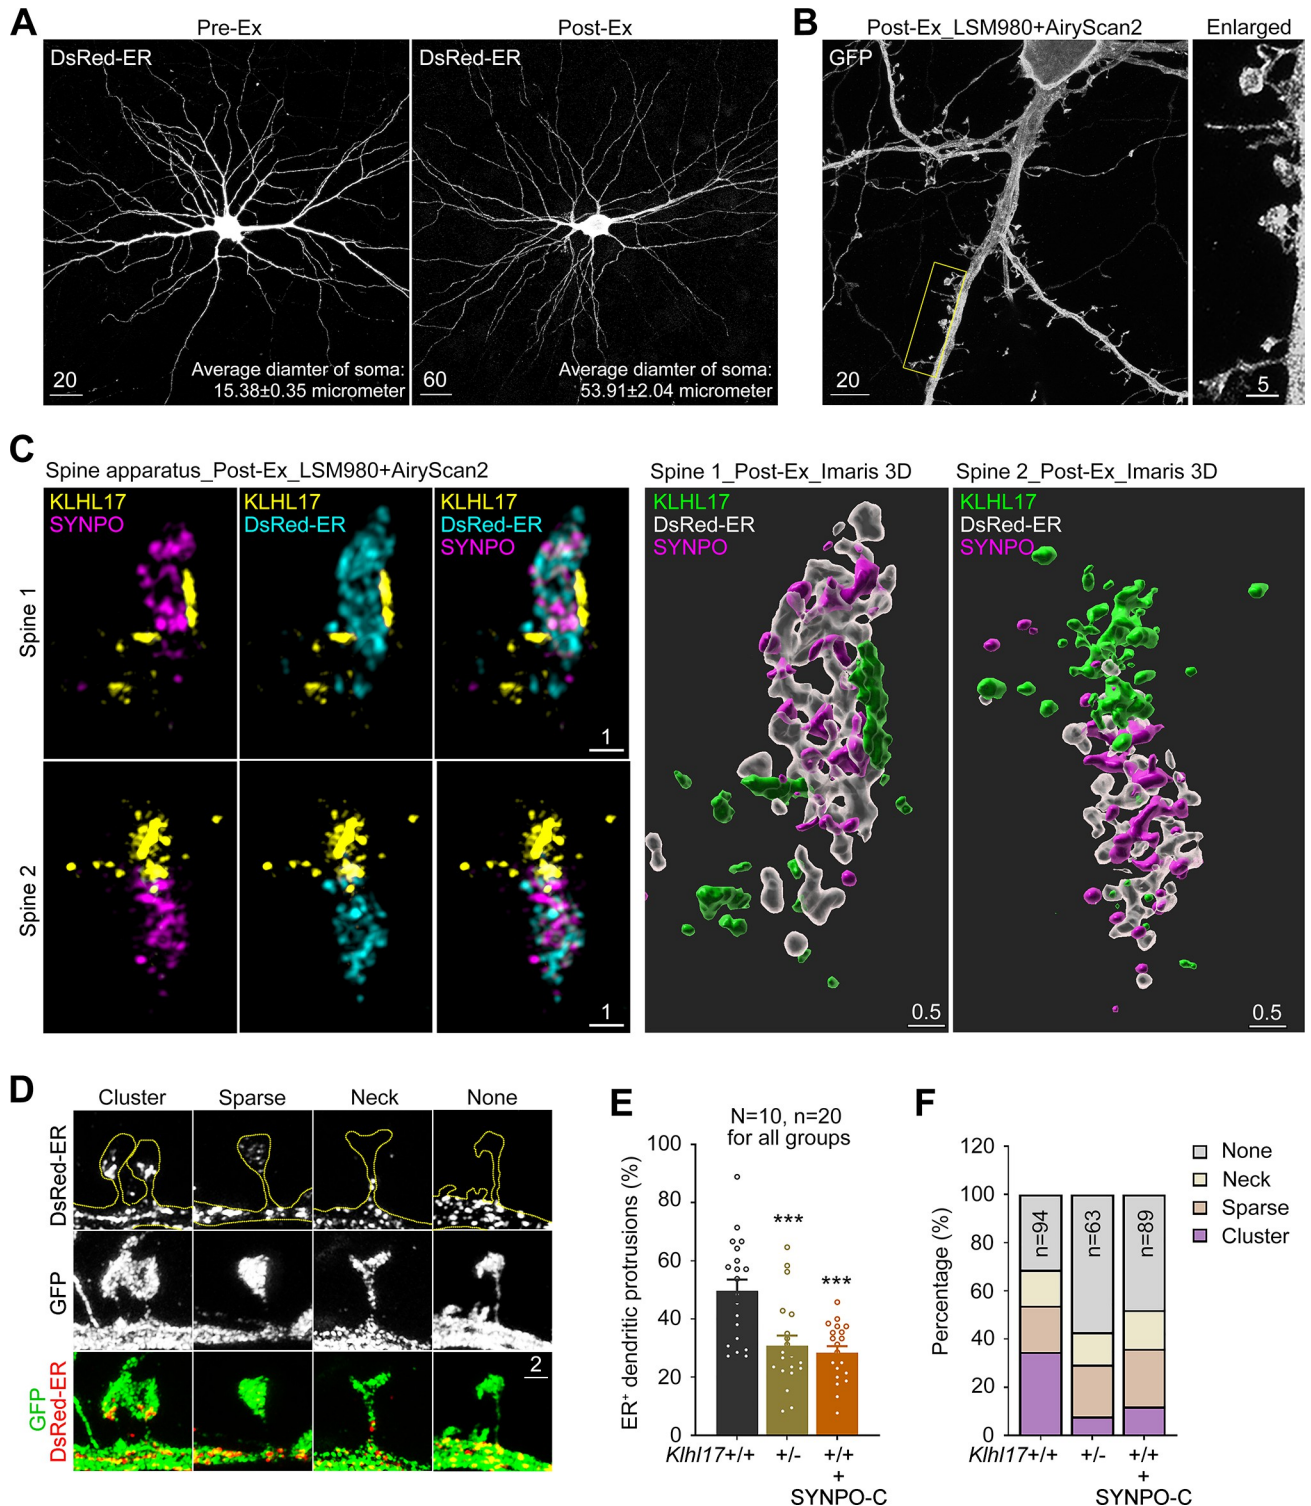 A
Pre-Ex
Post-Ex
DsRed-ER
DsRed-ER
Average diamter of soma:
15.38±0.35 micrometer
20
Average diamter of soma:
53.91±2.04 micrometer
60
B
Post-Ex_LSM980+AiryScan2
Enlarged
GFP
20
5
C
Spine apparatus_Post-Ex_LSM980+AiryScan2
Spine 1_Post-Ex_Imaris 3D
Spine 2_Post-Ex_Imaris 3D
KLHL17
SYNPO
KLHL17
DsRed-ER
KLHL17
DsRed-ER
SYNPO
KLHL17
DsRed-ER
SYNPO
KLHL17
DsRed-ER
SYNPO
Spine 1
1
Spine 2
1
0.5
0.5
D
Cluster
Sparse
Neck
None
DsRed-ER
GFP
GFP
DsRed-ER
2
E
N=10, n=20
for all groups
ER+ dendritic protrusions (%)
100
80
60
40
20
0
***
***
Klhl17+/+
+/-
+/+
+
SYNPO-C
F
Percentage (%)
120
100
80
60
40
20
0
n=94
n=63
n=89
None
Neck
Sparse
Cluster
Klhl17+/+
+/-
+/+
+
SYNPO-C